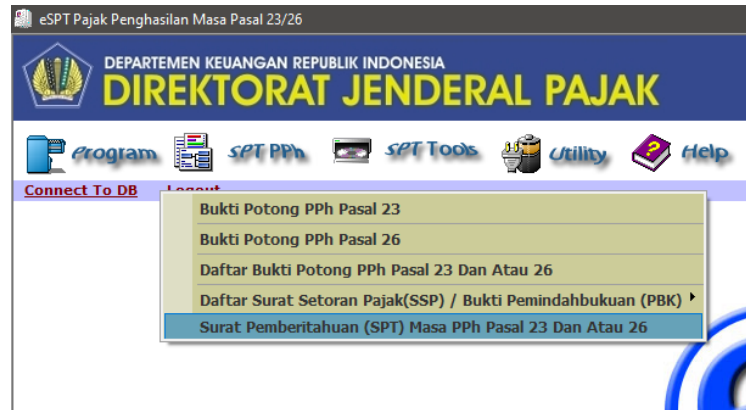 eSPT Pajak Penghasilan Masa Pasal 23/26
DEPARTEMEN KEUANGAN REPUBLIK INDONESIA
DIREKTORAT JENDERAL PAJAK
Program SPT PPh SPT Tools Utility Help
Connect To DB Logout
Bukti Potong PPh Pasal 23
Bukti Potong PPh Pasal 26
Daftar Bukti Potong PPh Pasal 23 Dan Atau 26
Daftar Surat Setoran Pajak(SSP) / Bukti Pemindahbukuan (PBK)
Surat Pemberitahuan (SPT) Masa PPh Pasal 23 Dan Atau 26